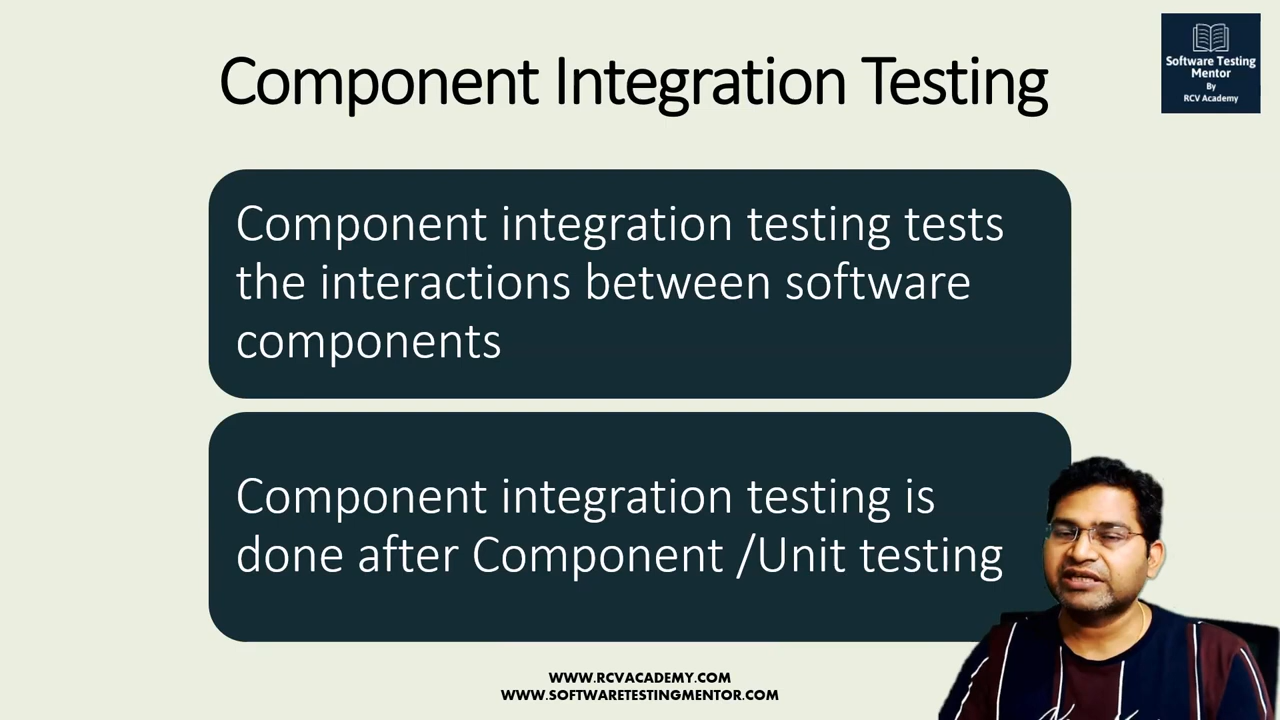 Component Integration Testing
Software Testing
Mentor
By
RCV Academy
Component integration testing tests
the interactions between software
components
Component integration testing is
done after Component /Unit testing
WWW.RCVACADEMY.COM
WWW.SOFTWARETESTINGMENTOR.COM